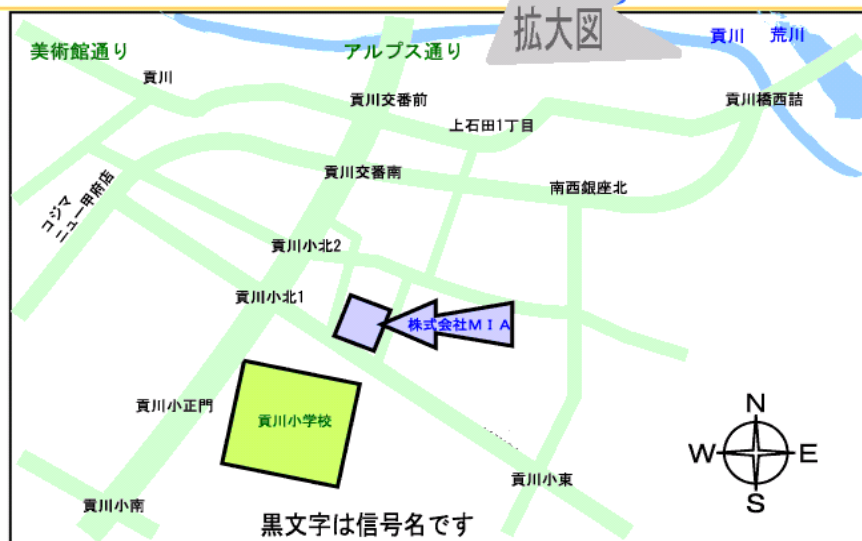 拡大図
美術館通り
アルプス通り
貢川
荒川
貢川
貢川交番前
貢川橋西詰
上石田1丁目
貢川交番南
南西銀座北
コジマ
ニュー甲府店
貢川小北2
貢川小北1
株式会社ＭＩＡ
貢川小正門
貢川小学校
N
W
E
S
貢川小東
貢川小南
黒文字は信号名です